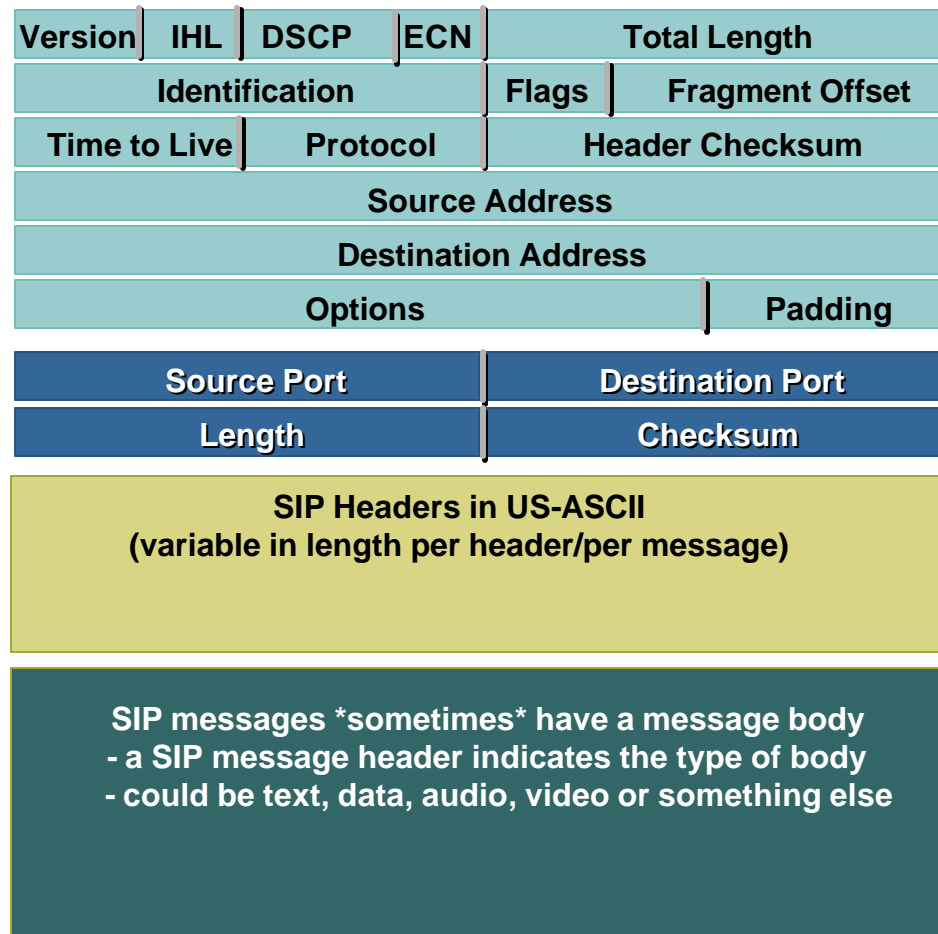 Version IHL DSCP ECN Total Length
Identification Flags Fragment Offset
Time to Live Protocol Header Checksum
Source Address
Destination Address
Options Padding
Source Port Destination Port
Length Checksum
SIP Headers in US-ASCII
(variable in length per header/per message)
SIP messages *sometimes* have a message body
- a SIP message header indicates the type of body
- could be text, data, audio, video or something else